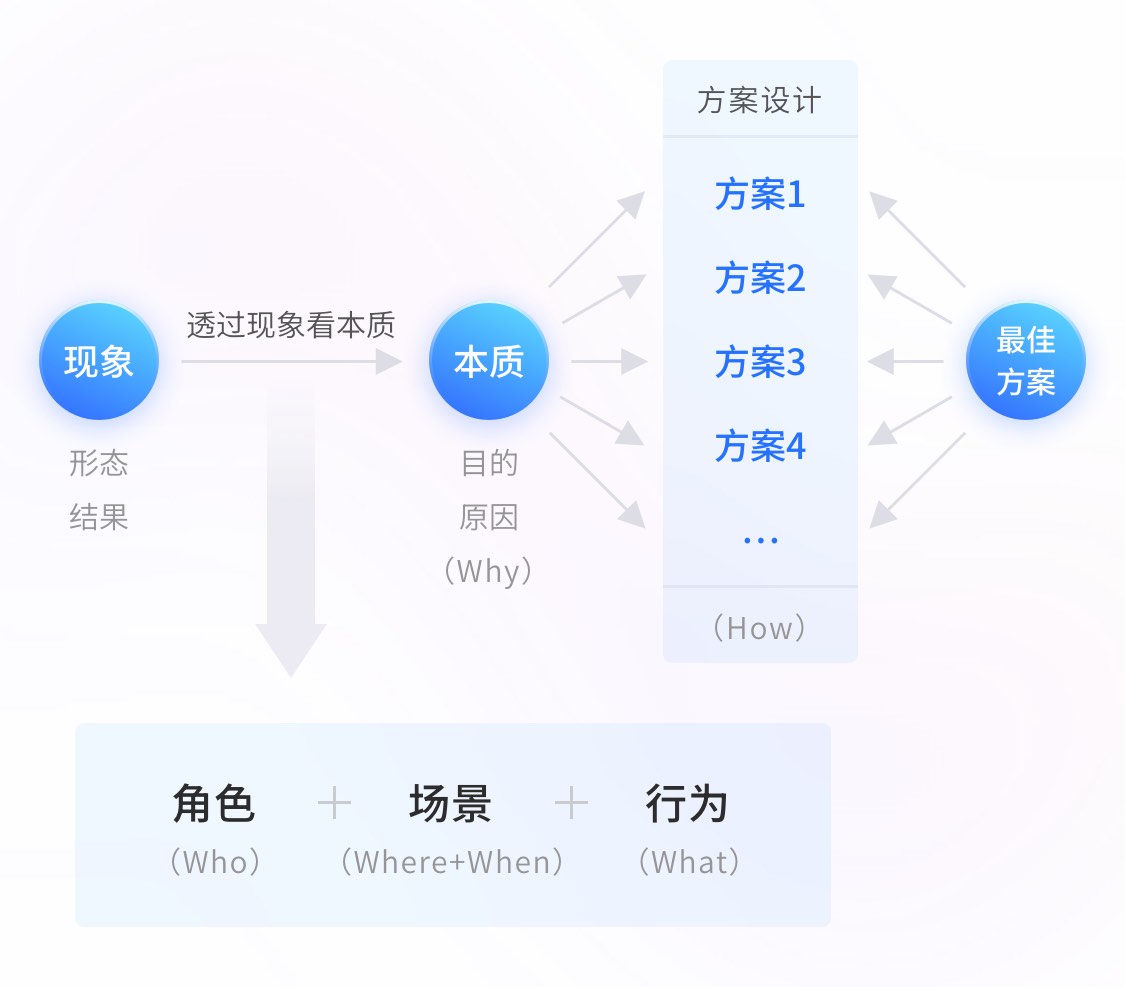 方案设计
方案1
方案2
方案3
方案4
...
（How）
透过现象看本质
现象
形态
结果
本质
目的
原因
（Why）
最佳
方案
角色 + 场景 + 行为
（Who） （Where+When） （What）